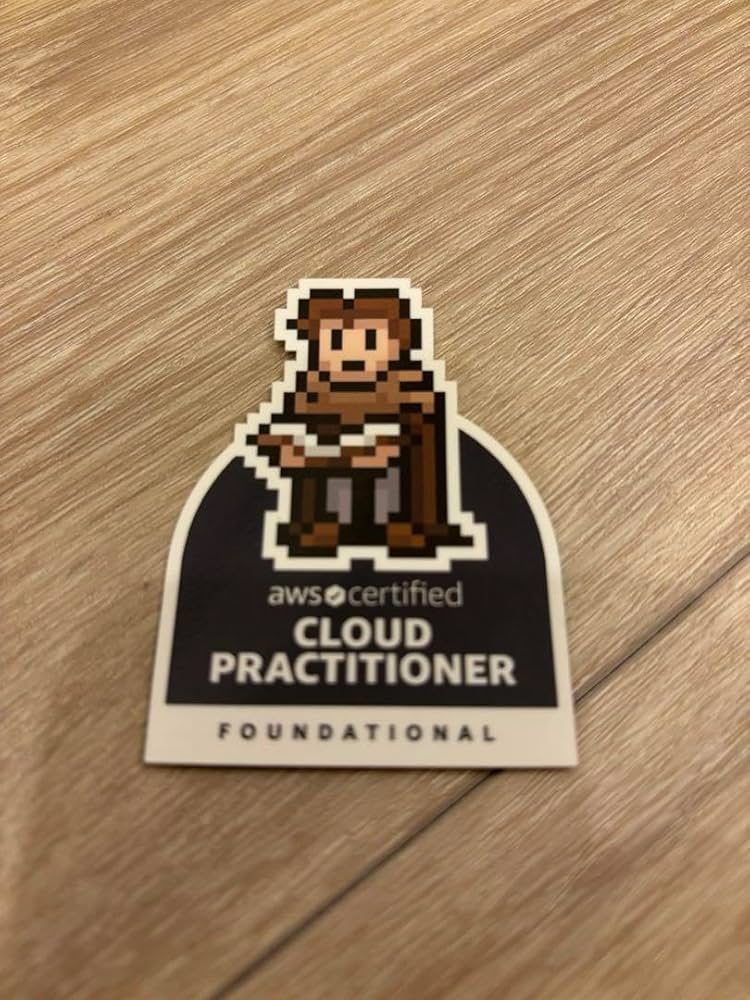 aws certified
CLOUD
PRACTITIONER
FOUNDATIONAL